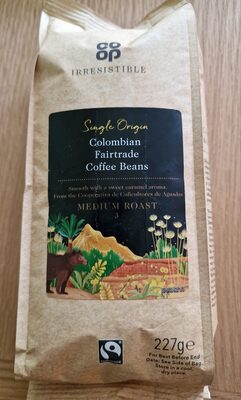 CO
OP
IRRESISTIBLE
Single Origin
Colombian
Fairtrade
Coffee Beans
Smooth with a sweet caramel aroma.
From the Cooperativa de Caficultores de Aguadas
MEDIUM ROAST
3
227g℮
For Best Before End
Date: See Side of Bag.
Store in a cool,
dry place.